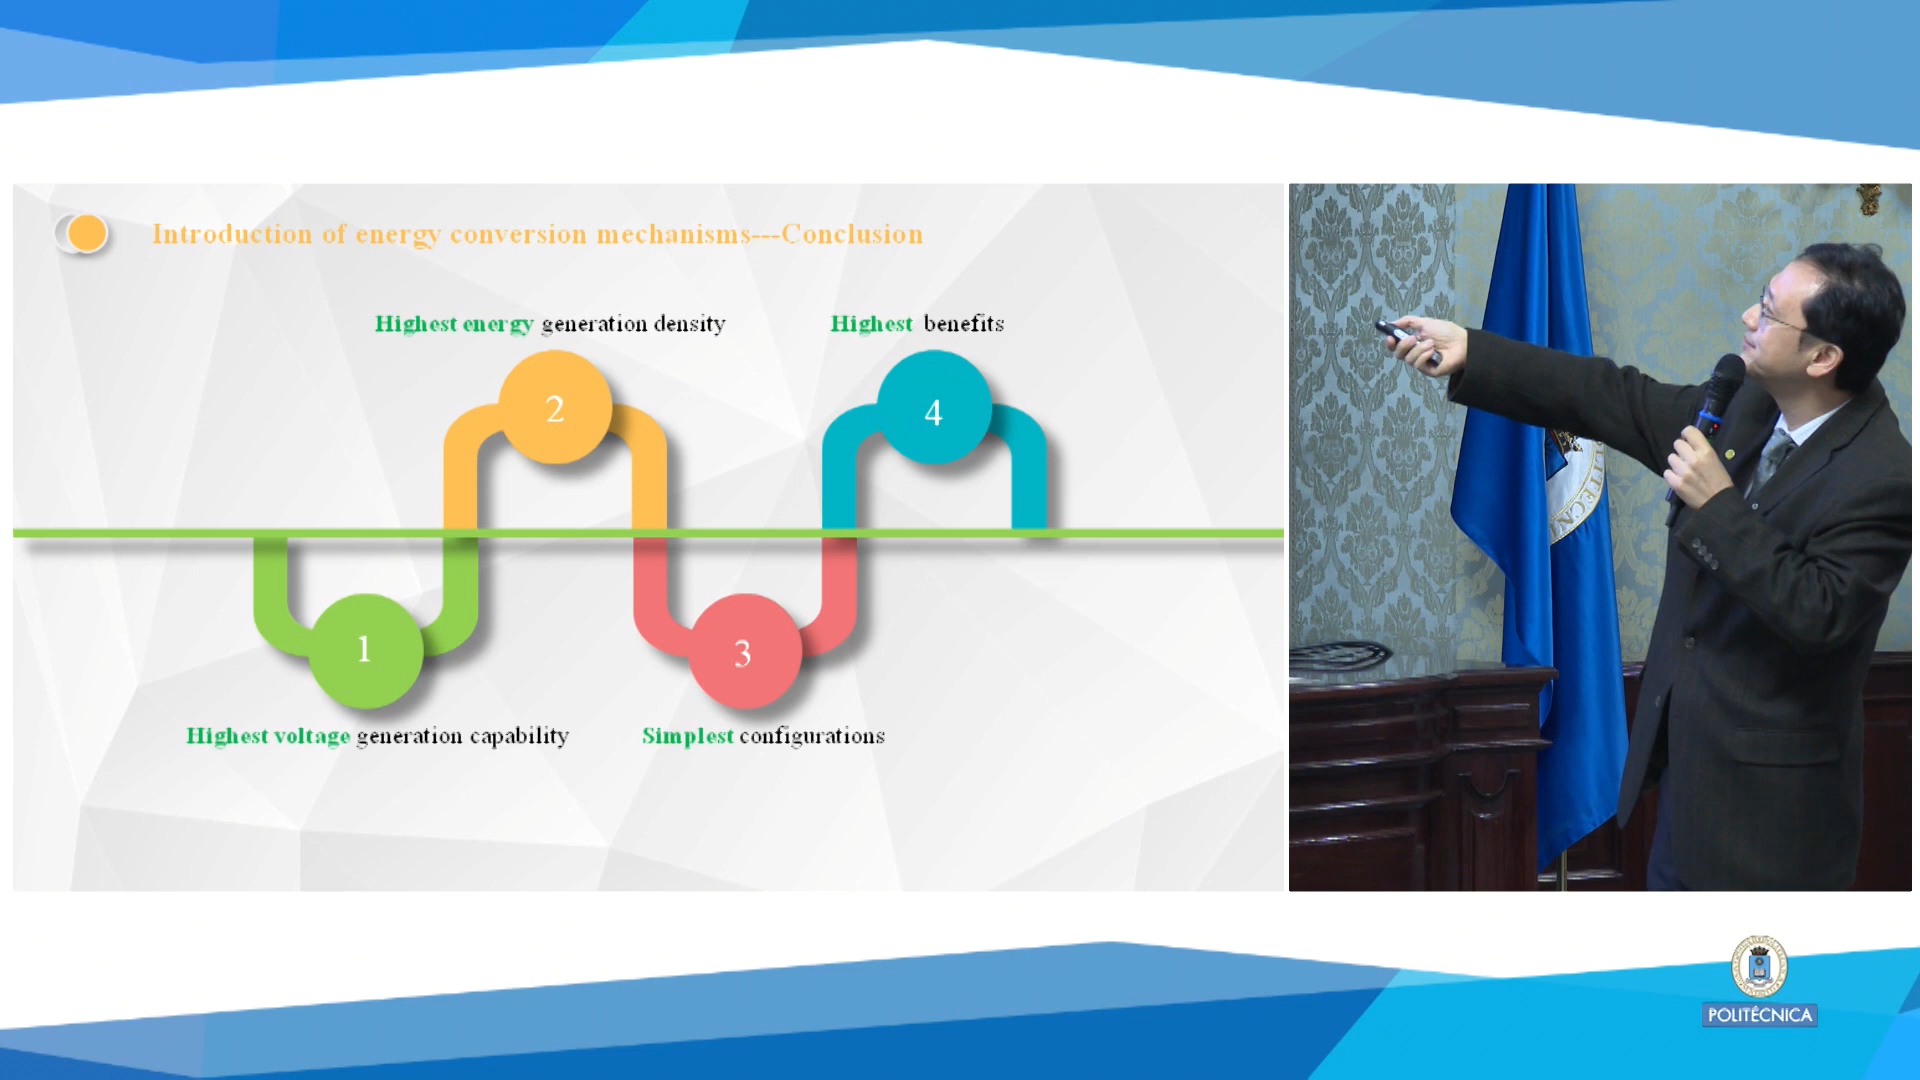 Introduction of energy conversion mechanisms---Conclusion
Highest energy generation density
Highest benefits
2
4
1
3
Highest voltage generation capability
Simplest configurations
POLITÉCNICA